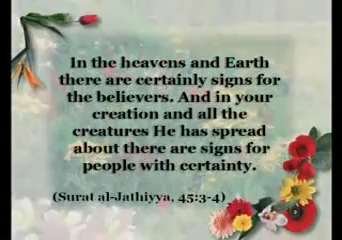 In the heavens and Earth
there are certainly signs for
the believers. And in your
creation and all the
creatures He has spread
about there are signs for
people with certainty.
(Surat al-Jathiyya, 45:3-4)